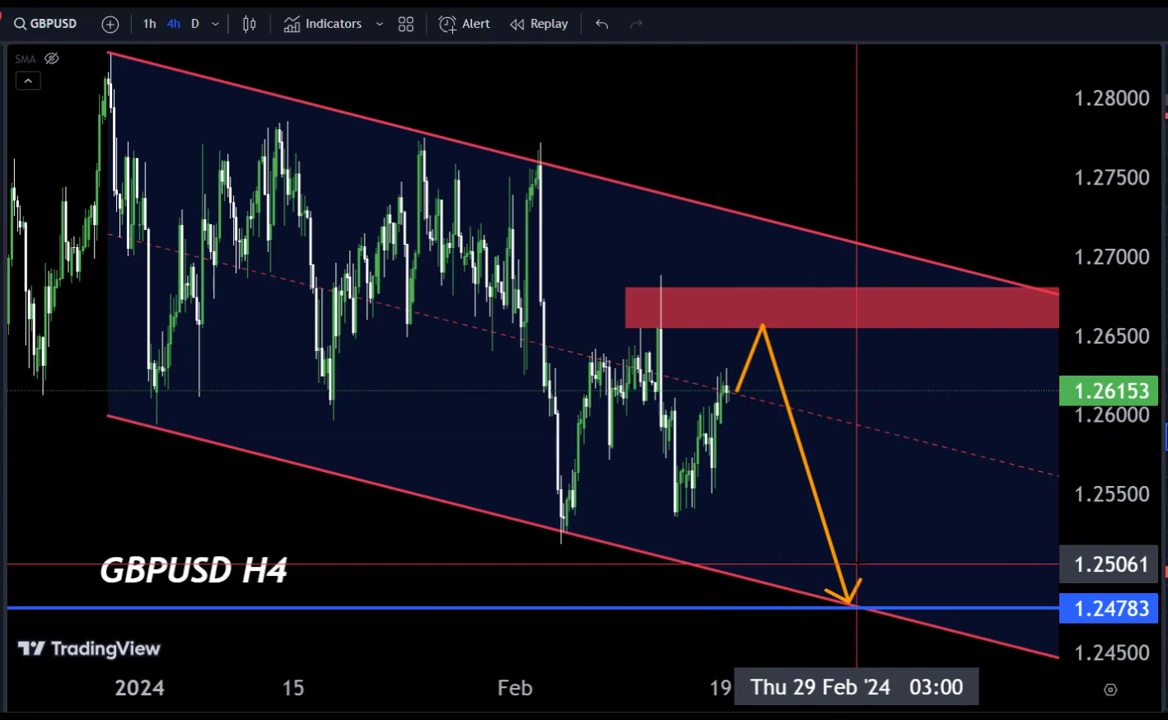 GBPUSD 1h 4h D Indicators Alert Replay
SMA
1.28000
1.27500
1.27000
1.26500
1.26153
1.26000
1.25500
1.25061
GBPUSD H4
1.24783
1.24500
TradingView
2024 15 Feb 19 Thu 29 Feb '24 03:00